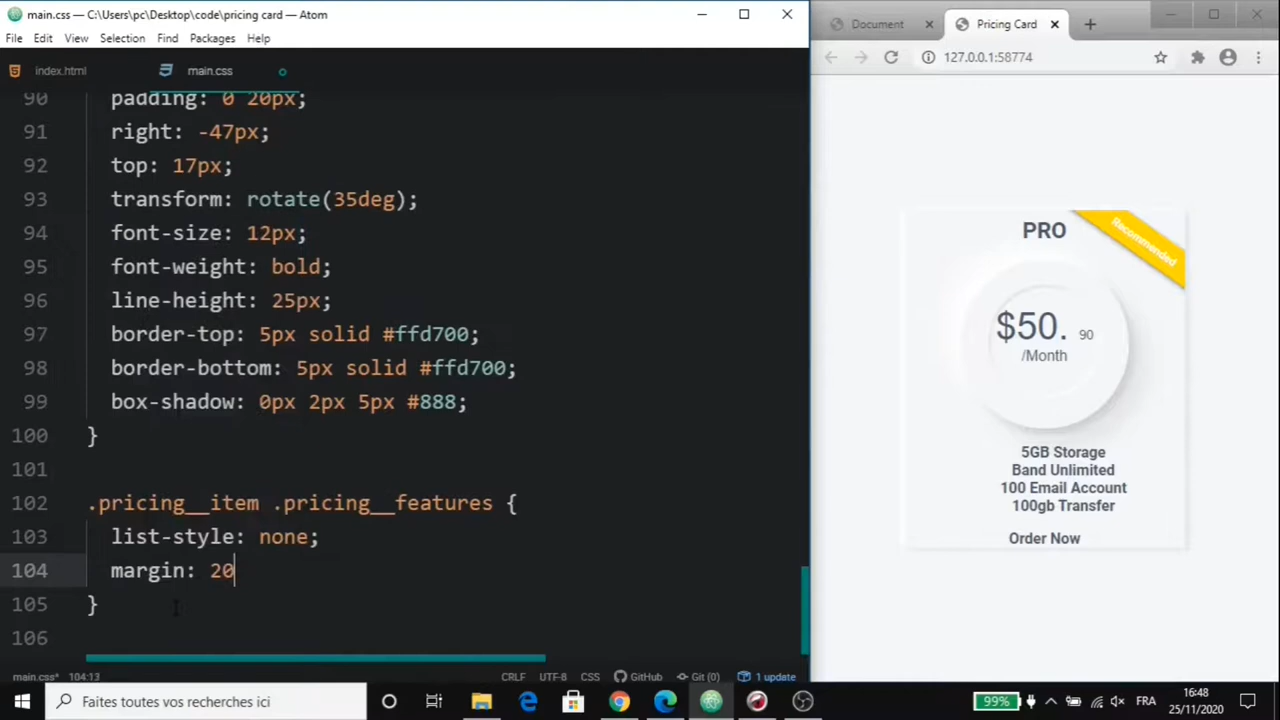 main.css — C:\Users\pc\Desktop\code\pricing card — Atom
File Edit View Selection Find Packages Help
index.html main.css
90 padding: 0 20px;
91 right: -47px;
92 top: 17px;
93 transform: rotate(35deg);
94 font-size: 12px;
95 font-weight: bold;
96 line-height: 25px;
97 border-top: 5px solid #ffd700;
98 border-bottom: 5px solid #ffd700;
99 box-shadow: 0px 2px 5px #888;
100 }
101
102 .pricing__item .pricing__features {
103 list-style: none;
104 margin: 20
105 }
106
main.css* 104:13 CRLF UTF-8 CSS GitHub Git (0) 1 update
Document Pricing Card
127.0.0.1:58774
PRO
Recommended
$50. 90
/Month
5GB Storage
Band Unlimited
100 Email Account
100gb Transfer
Order Now
Faites toutes vos recherches ici
99% FRA 16:48
25/11/2020